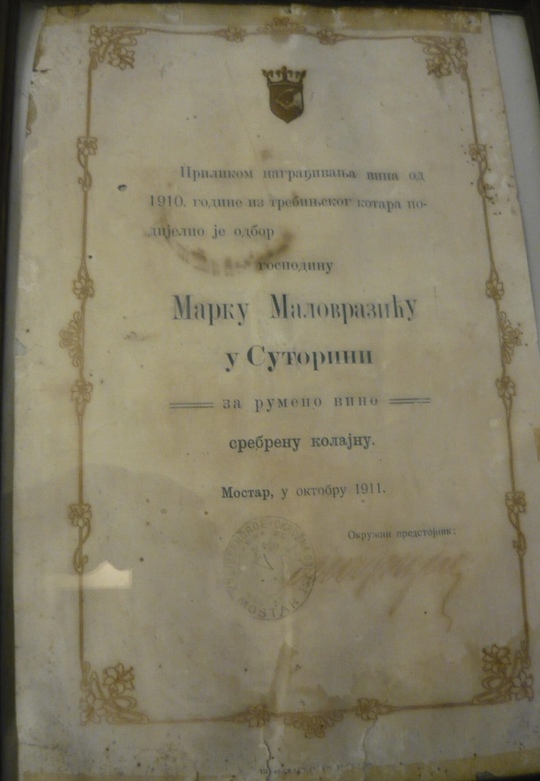 Приликом награђивања вина од
1910. године из требињског котара по-
дијелио је одбор
господину
Марку Маловразићу
у Суторини
за румено вино
сребрену колајну.
Мостар, у октобру 1911.
Окружни предстојник:
MOSTAR